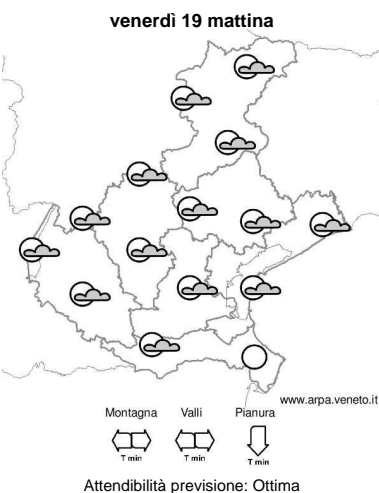 venerdì 19 mattina
www.arpa.veneto.it
Montagna Valli Pianura
T min T min T min
Attendibilità previsione: Ottima